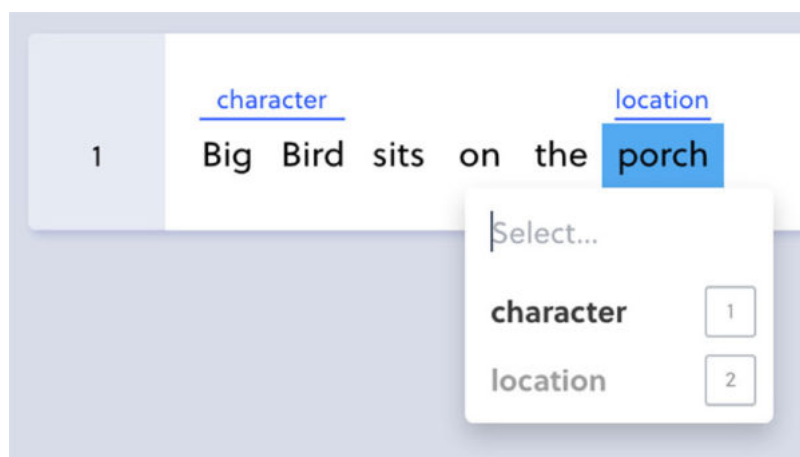 character location
1 Big Bird sits on the porch
Select...
character 1
location 2